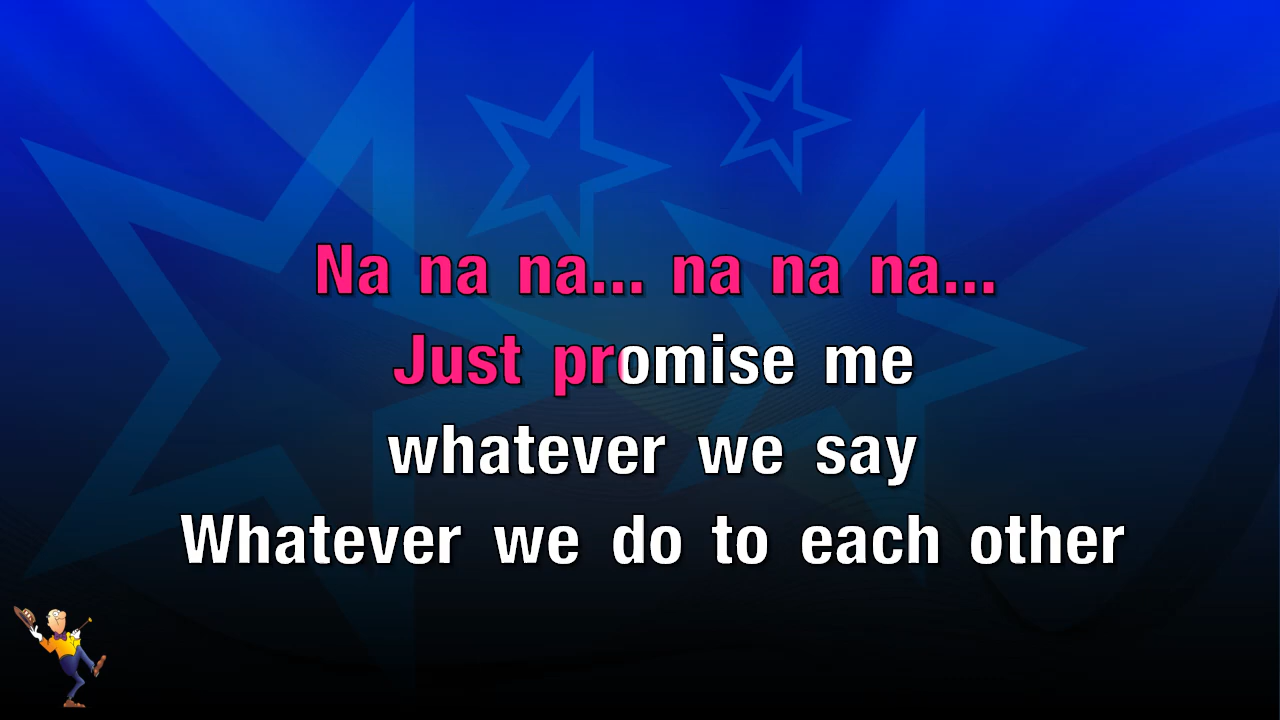 Na na na... na na na...
Just promise me
whatever we say
Whatever we do to each other